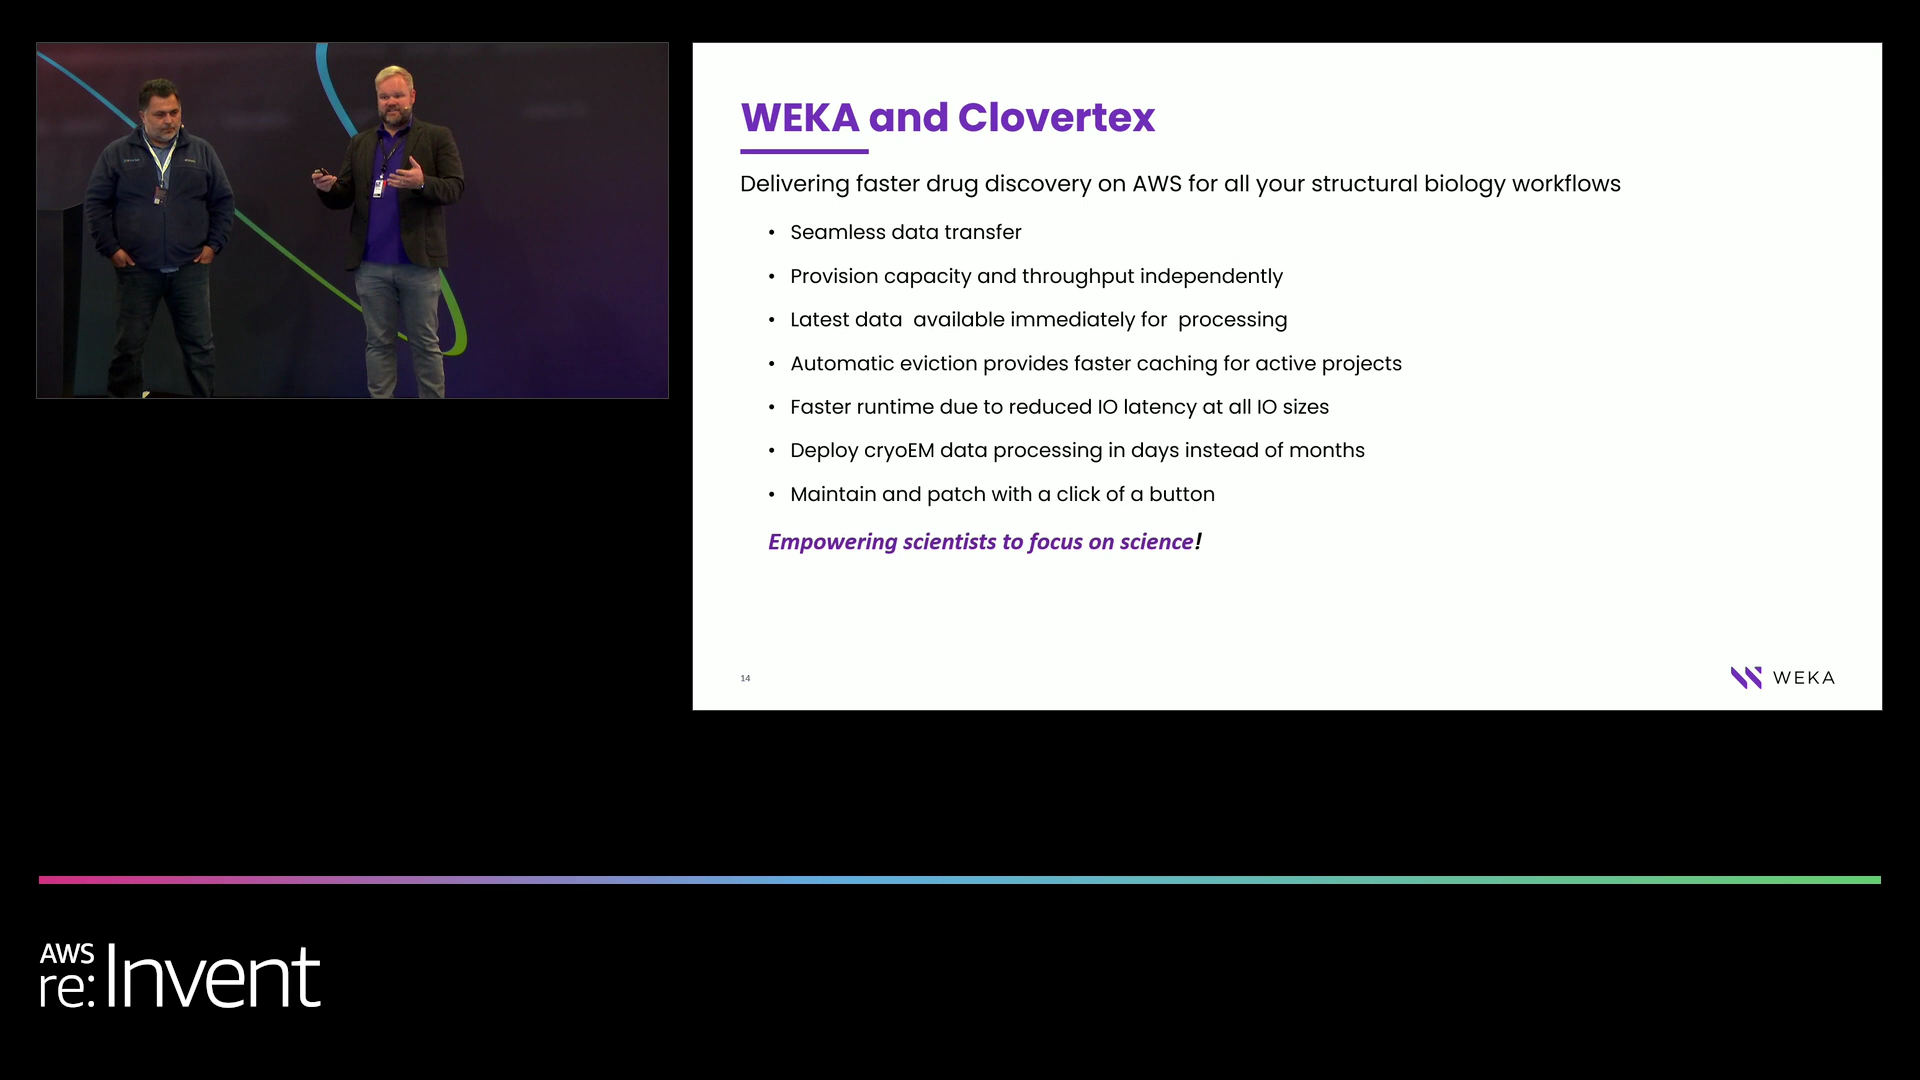 WEKA and Clovertex
Delivering faster drug discovery on AWS for all your structural biology workflows
• Seamless data transfer
• Provision capacity and throughput independently
• Latest data  available immediately for  processing
• Automatic eviction provides faster caching for active projects
• Faster runtime due to reduced IO latency at all IO sizes
• Deploy cryoEM data processing in days instead of months
• Maintain and patch with a click of a button
Empowering scientists to focus on science!
14
WEKA
AWS
re:Invent